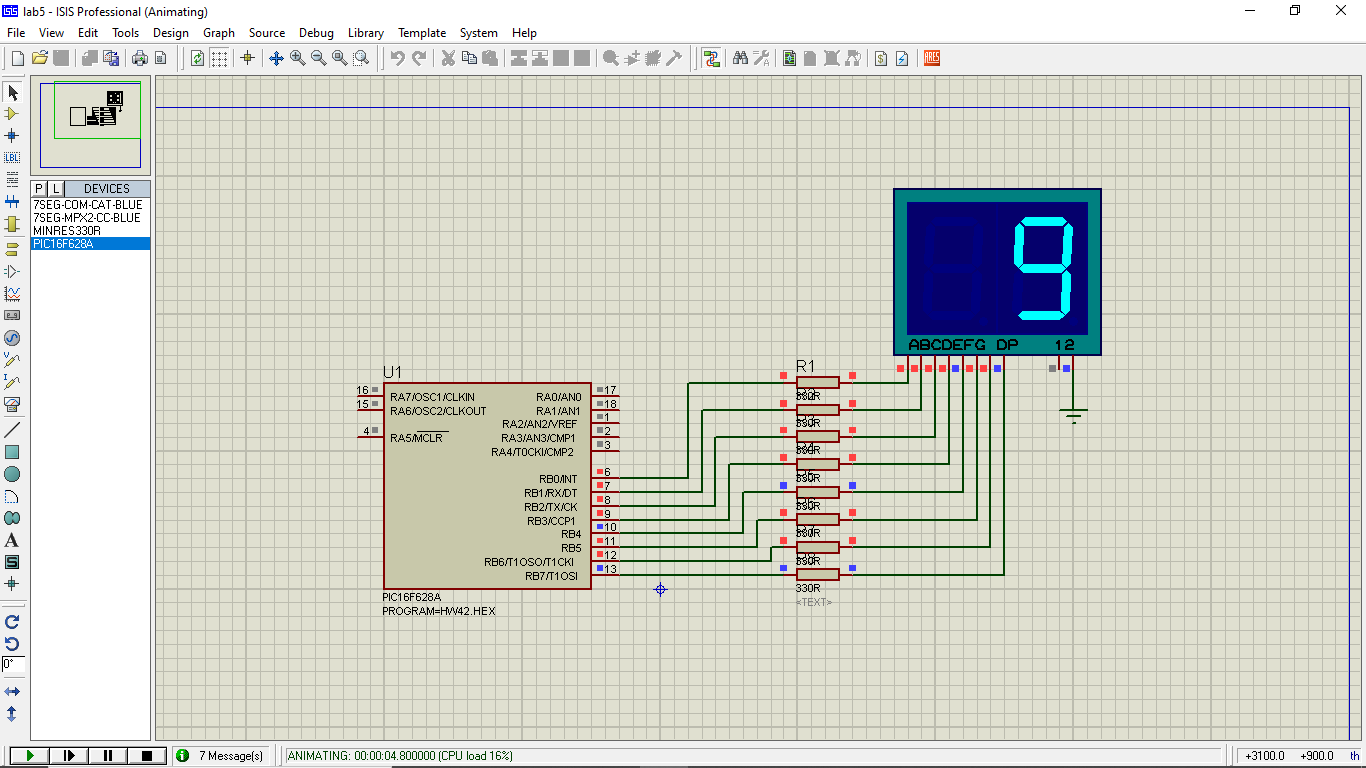 lab5 - ISIS Professional (Animating)
File View Edit Tools Design Graph Source Debug Library Template System Help
LBL
ARES
P L DEVICES
7SEG-COM-CAT-BLUE
7SEG-MPX2-CC-BLUE
MINRES330R
PIC16F628A
A
S
0°
9
ABCDEFG DP 12
R1
330R
330R
330R
330R
330R
330R
330R
330R
<TEXT>
U1
16 RA7/OSC1/CLKIN RA0/AN0 17
15 RA6/OSC2/CLKOUT RA1/AN1 18
RA2/AN2/VREF 1
4 RA5/MCLR RA3/AN3/CMP1 2
RA4/T0CKI/CMP2 3
RB0/INT 6
RB1/RX/DT 7
RB2/TX/CK 8
RB3/CCP1 9
RB4 10
RB5 11
RB6/T1OSO/T1CKI 12
RB7/T1OSI 13
PIC16F628A
PROGRAM=HW42.HEX
7 Message(s) ANIMATING: 00:00:04.800000 (CPU load 16%) +3100.0 +900.0 th